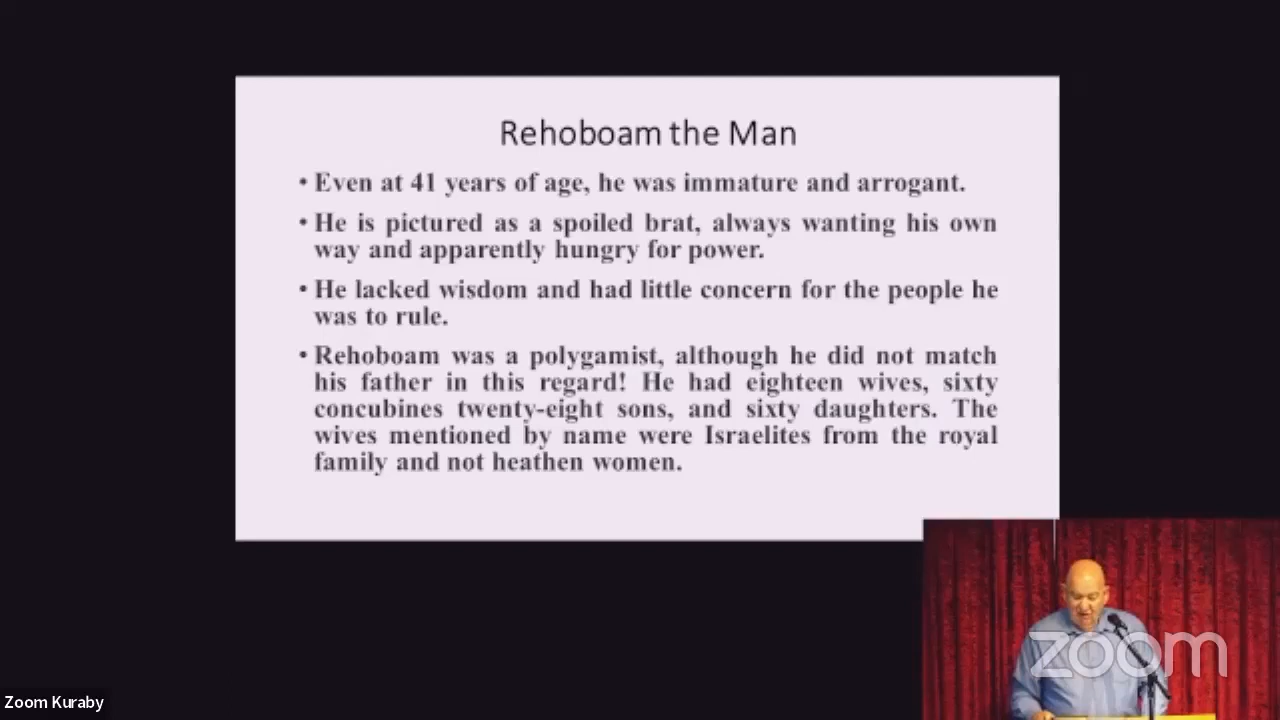 Rehoboam the Man
• Even at 41 years of age, he was immature and arrogant.
• He is pictured as a spoiled brat, always wanting his own
way and apparently hungry for power.
• He lacked wisdom and had little concern for the people he
was to rule.
• Rehoboam was a polygamist, although he did not match
his father in this regard! He had eighteen wives, sixty
concubines twenty-eight sons, and sixty daughters. The
wives mentioned by name were Israelites from the royal
family and not heathen women.
zoom
Zoom Kuraby